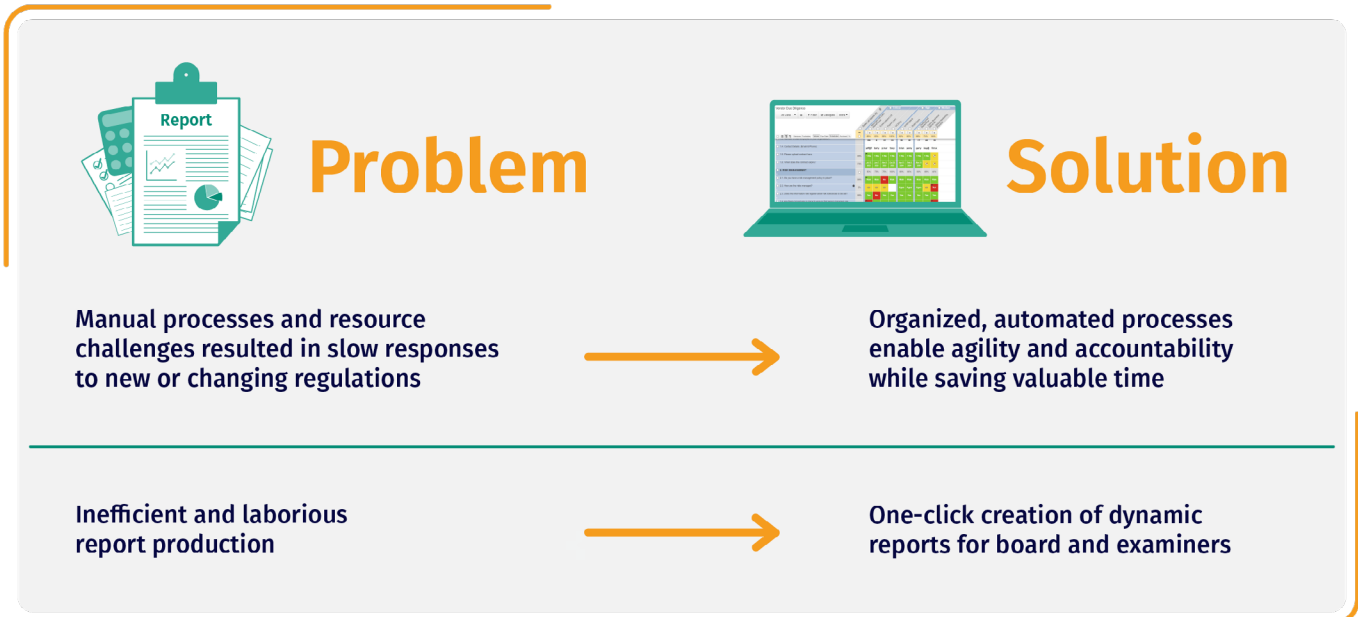 Report
Problem
Solution
Manual processes and resource
challenges resulted in slow responses
to new or changing regulations
Organized, automated processes
enable agility and accountability
while saving valuable time
Inefficient and laborious
report production
One-click creation of dynamic
reports for board and examiners